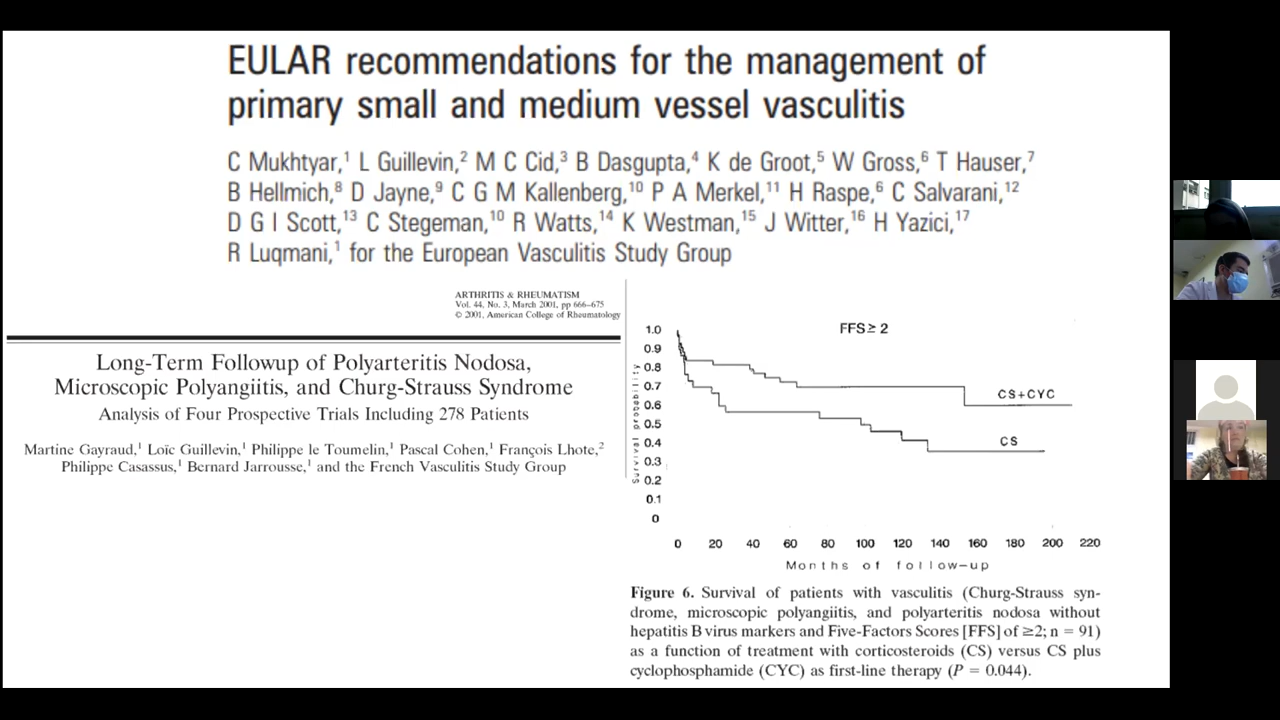 EULAR recommendations for the management of
primary small and medium vessel vasculitis
C Mukhtyar,¹ L Guillevin,² M C Cid,³ B Dasgupta,⁴ K de Groot,⁵ W Gross,⁶ T Hauser,⁷
B Hellmich,⁸ D Jayne,⁹ C G M Kallenberg,¹⁰ P A Merkel,¹¹ H Raspe,⁶ C Salvarani,¹²
D G I Scott,¹³ C Stegeman,¹⁰ R Watts,¹⁴ K Westman,¹⁵ J Witter,¹⁶ H Yazici,¹⁷
R Luqmani,¹ for the European Vasculitis Study Group
ARTHRITIS & RHEUMATISM
Vol. 44, No. 3, March 2001, pp 666–675
© 2001, American College of Rheumatology
Long-Term Followup of Polyarteritis Nodosa,
Microscopic Polyangiitis, and Churg-Strauss Syndrome
Analysis of Four Prospective Trials Including 278 Patients
Martine Gayraud,¹ Loïc Guillevin,¹ Philippe le Toumelin,¹ Pascal Cohen,¹ François Lhote,²
Philippe Casassus,¹ Bernard Jarrousse,¹ and the French Vasculitis Study Group
FFS≥ 2
Survival probability
1.0
0.9
0.8
0.7
0.6
0.5
0.4
0.3
0.2
0.1
0
CS+CYC
CS
0 20 40 60 80 100 120 140 160 180 200 220
Months of follow-up
Figure 6. Survival of patients with vasculitis (Churg-Strauss syn-
drome, microscopic polyangiitis, and polyarteritis nodosa without
hepatitis B virus markers and Five-Factors Scores [FFS] of ≥2; n = 91)
as a function of treatment with corticosteroids (CS) versus CS plus
cyclophosphamide (CYC) as first-line therapy (P = 0.044).